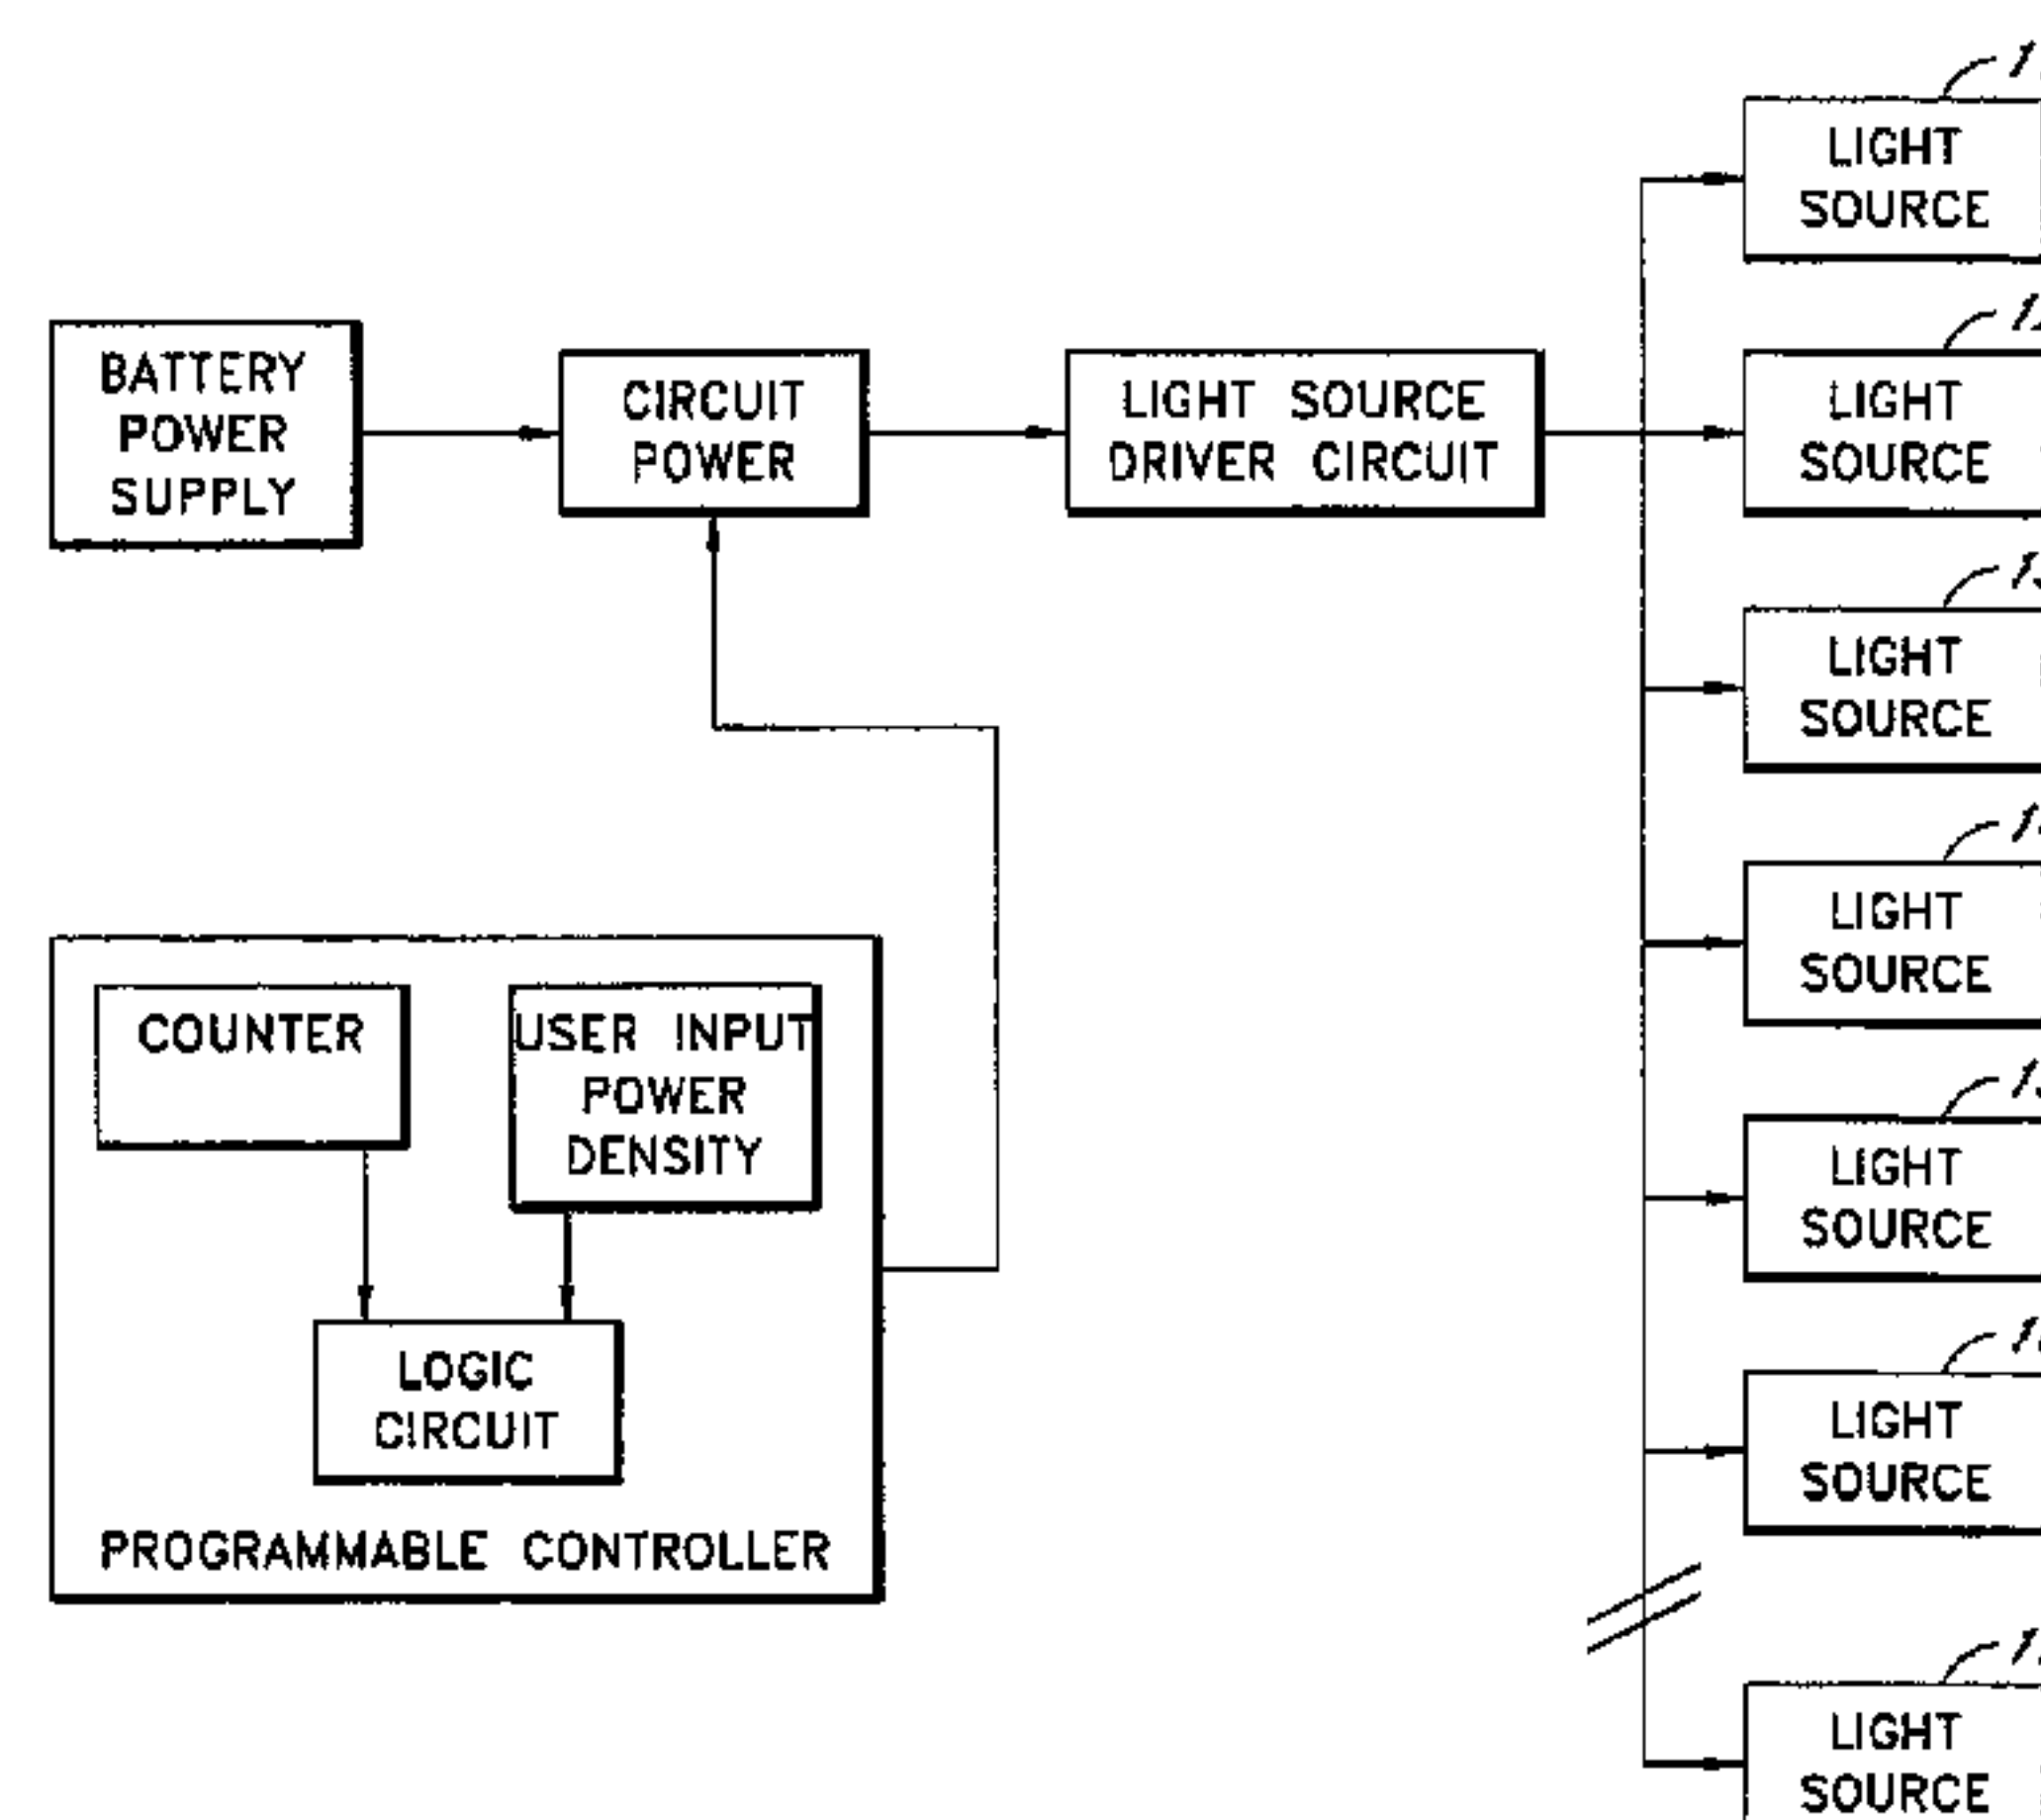 BATTERY
POWER
SUPPLY
CIRCUIT
POWER
LIGHT SOURCE
DRIVER CIRCUIT
LIGHT
SOURCE
LIGHT
SOURCE
LIGHT
SOURCE
LIGHT
SOURCE
LIGHT
SOURCE
LIGHT
SOURCE
LIGHT
SOURCE
COUNTER
USER INPUT
POWER
DENSITY
LOGIC
CIRCUIT
PROGRAMMABLE CONTROLLER